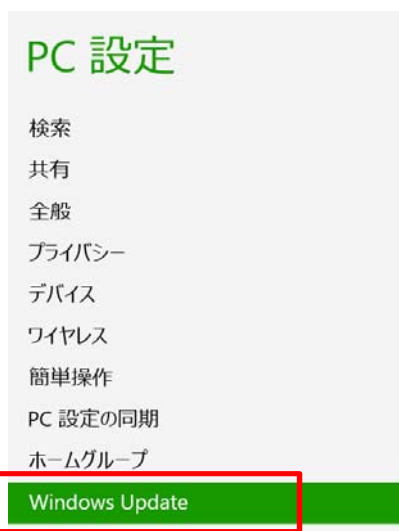 PC 設定
検索
共有
全般
プライバシー
デバイス
ワイヤレス
簡単操作
PC 設定の同期
ホームグループ
Windows Update